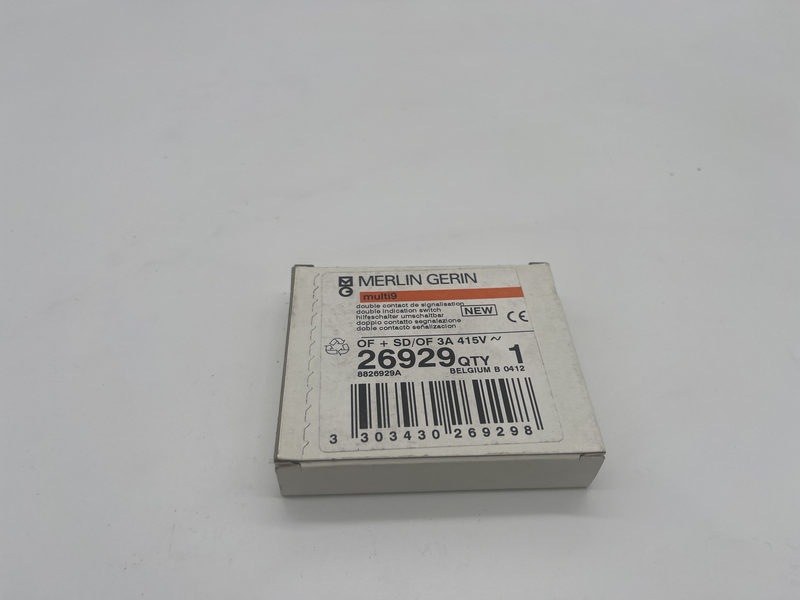 MERLIN GERIN
multi9
double contact de signalisation
double indication switch
hilfsschalter umschaltbar
doppio contatto segnalazione
doble contacto señalizacion
NEW
CE
OF + SD/OF 3A 415V ~
26929 QTY 1
8826929A BELGIUM B 0412
3 303430 269298